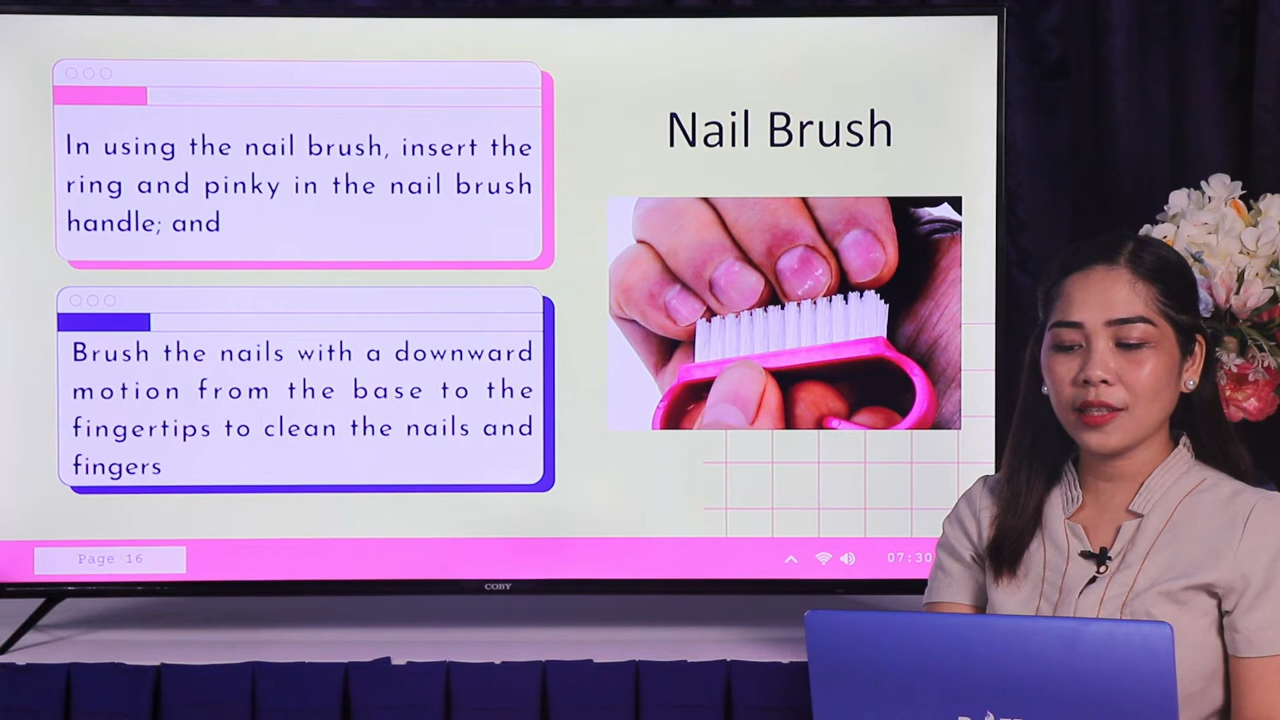 In using the nail brush, insert the
ring and pinky in the nail brush
handle; and
Nail Brush
Brush the nails with a downward
motion from the base to the
fingertips to clean the nails and
fingers
Page 16
07:30
COBY